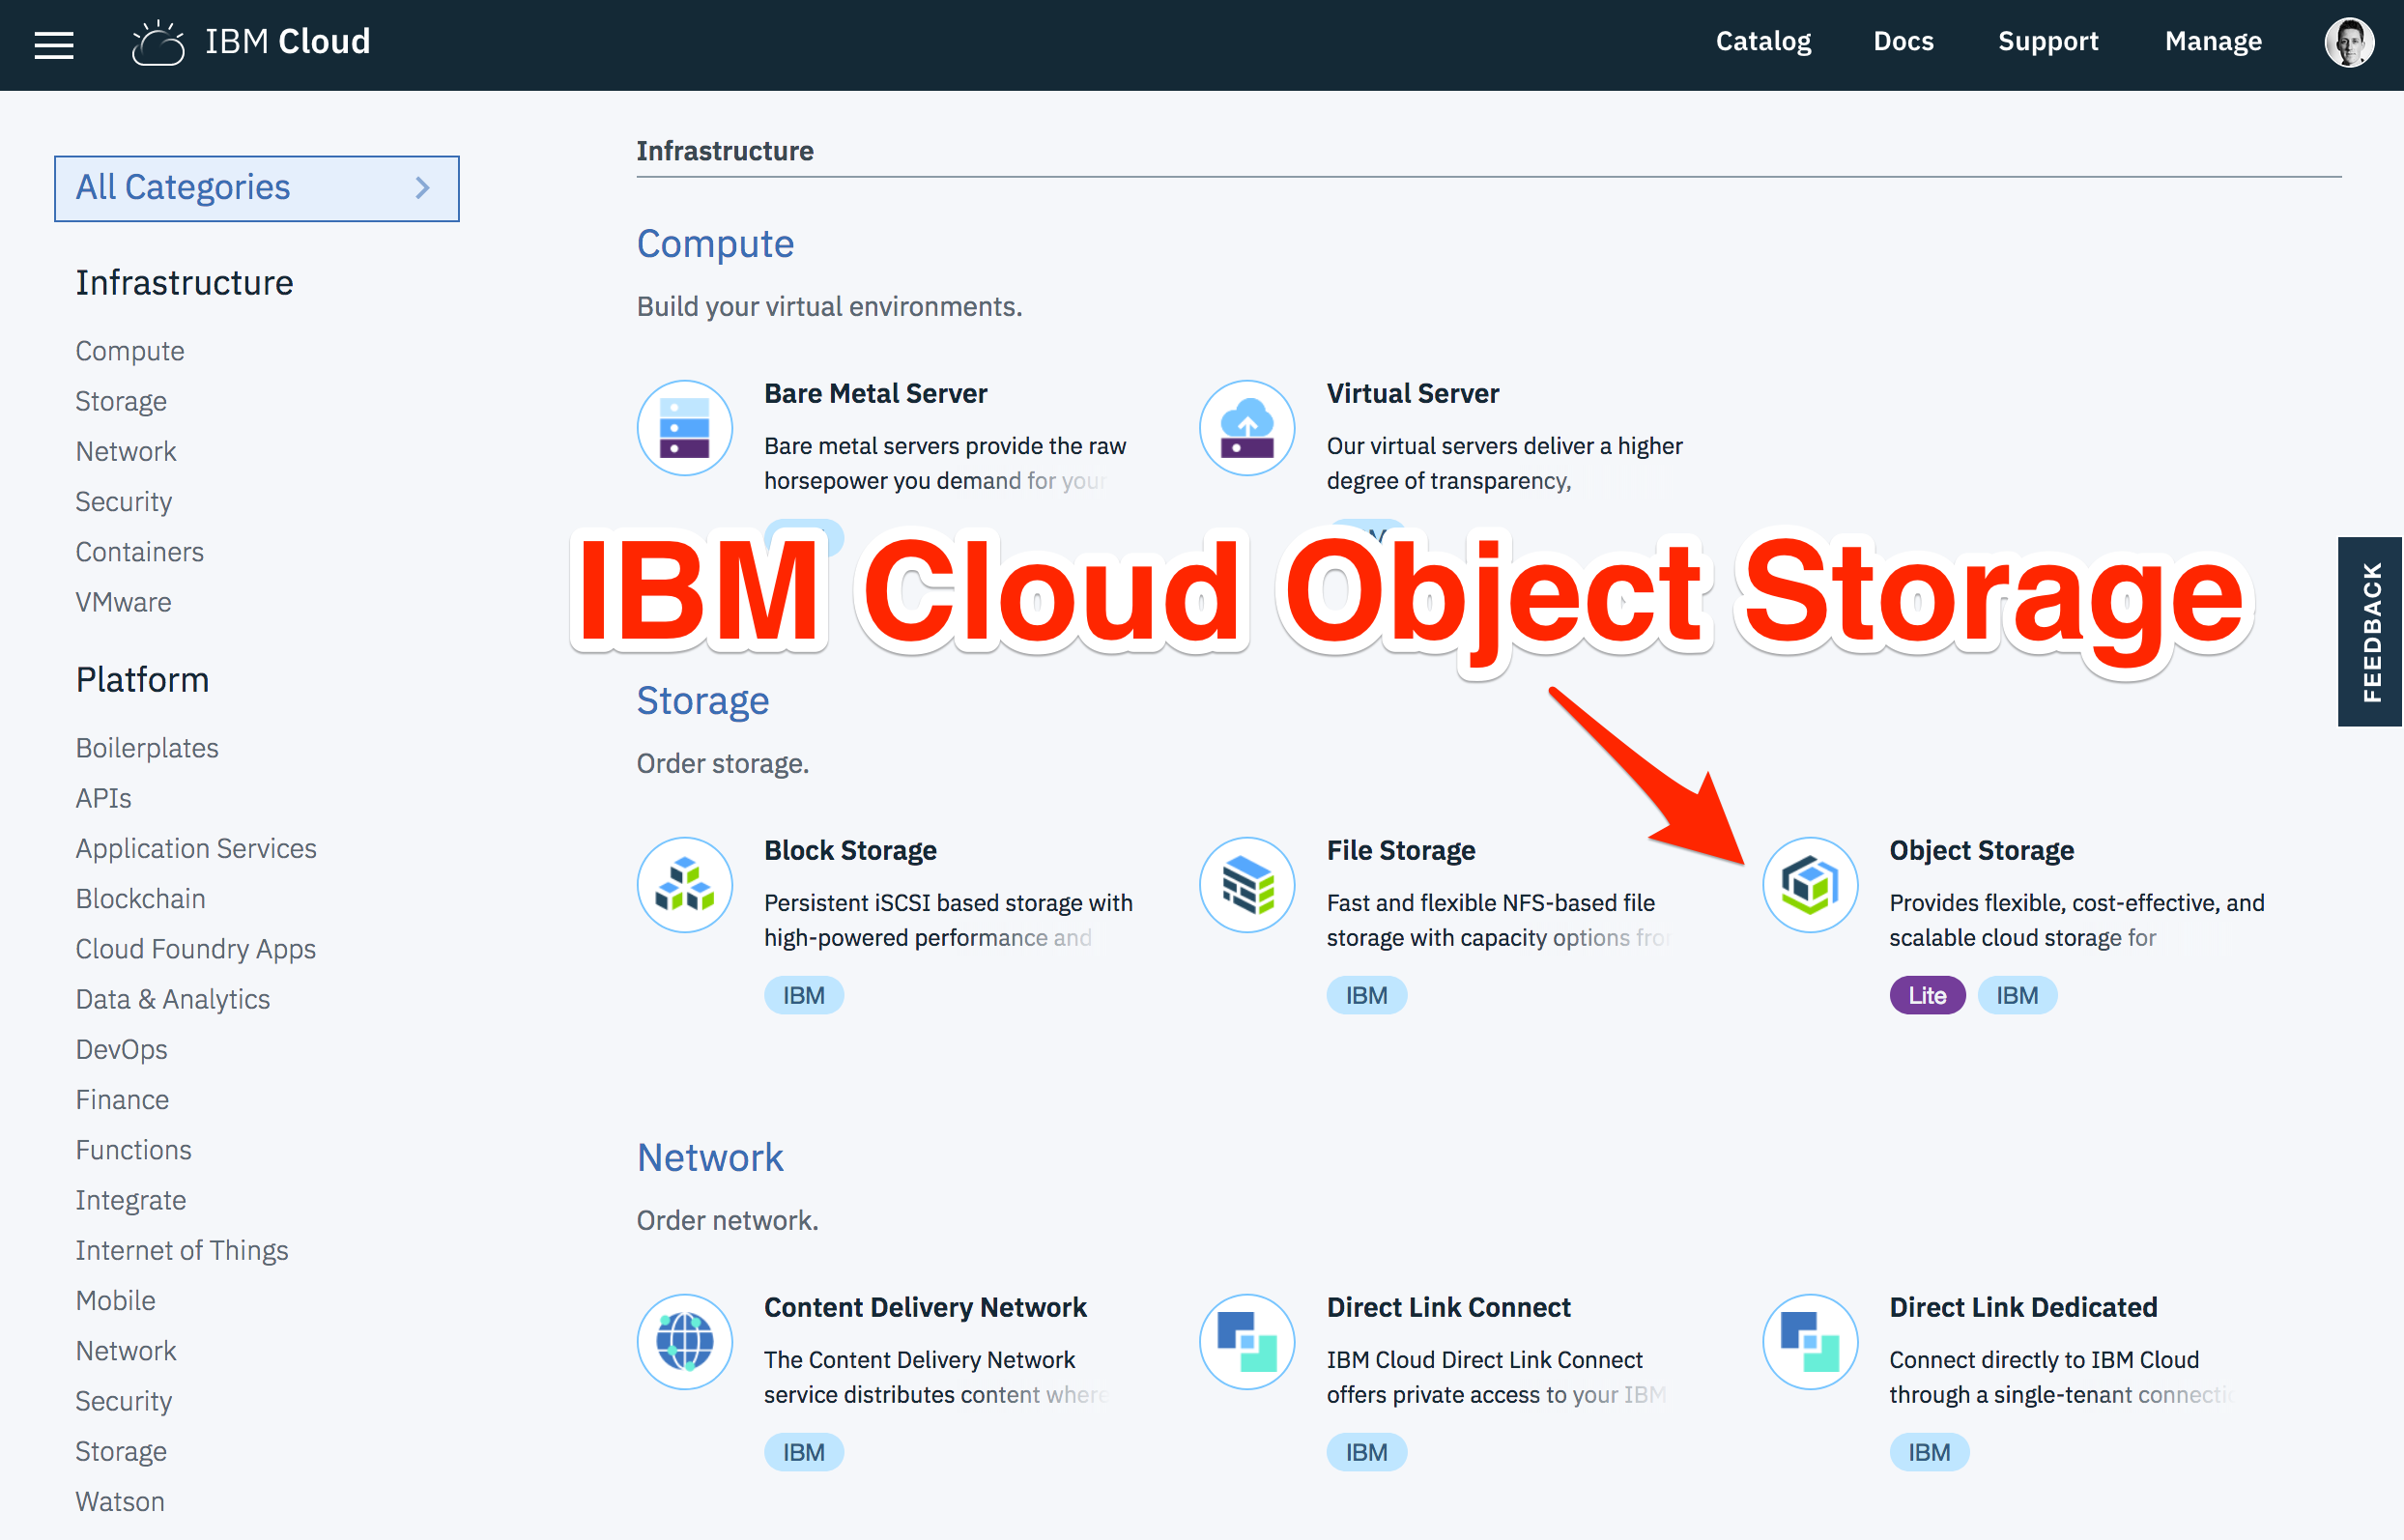 IBM Cloud
Catalog
Docs
Support
Manage
All Categories
Infrastructure
Compute
Storage
Network
Security
Containers
VMware
Platform
Boilerplates
APIs
Application Services
Blockchain
Cloud Foundry Apps
Data & Analytics
DevOps
Finance
Functions
Integrate
Internet of Things
Mobile
Network
Security
Storage
Watson
Infrastructure
Compute
Build your virtual environments.
Bare Metal Server
Bare metal servers provide the raw
horsepower you demand for your
Virtual Server
Our virtual servers deliver a higher
degree of transparency,
IBM Cloud Object Storage
Storage
Order storage.
Block Storage
Persistent iSCSI based storage with
high-powered performance and
IBM
File Storage
Fast and flexible NFS-based file
storage with capacity options from
IBM
Object Storage
Provides flexible, cost-effective, and
scalable cloud storage for
Lite
IBM
Network
Order network.
Content Delivery Network
The Content Delivery Network
service distributes content where
IBM
Direct Link Connect
IBM Cloud Direct Link Connect
offers private access to your IBM
IBM
Direct Link Dedicated
Connect directly to IBM Cloud
through a single-tenant
IBM
FEEDBACK